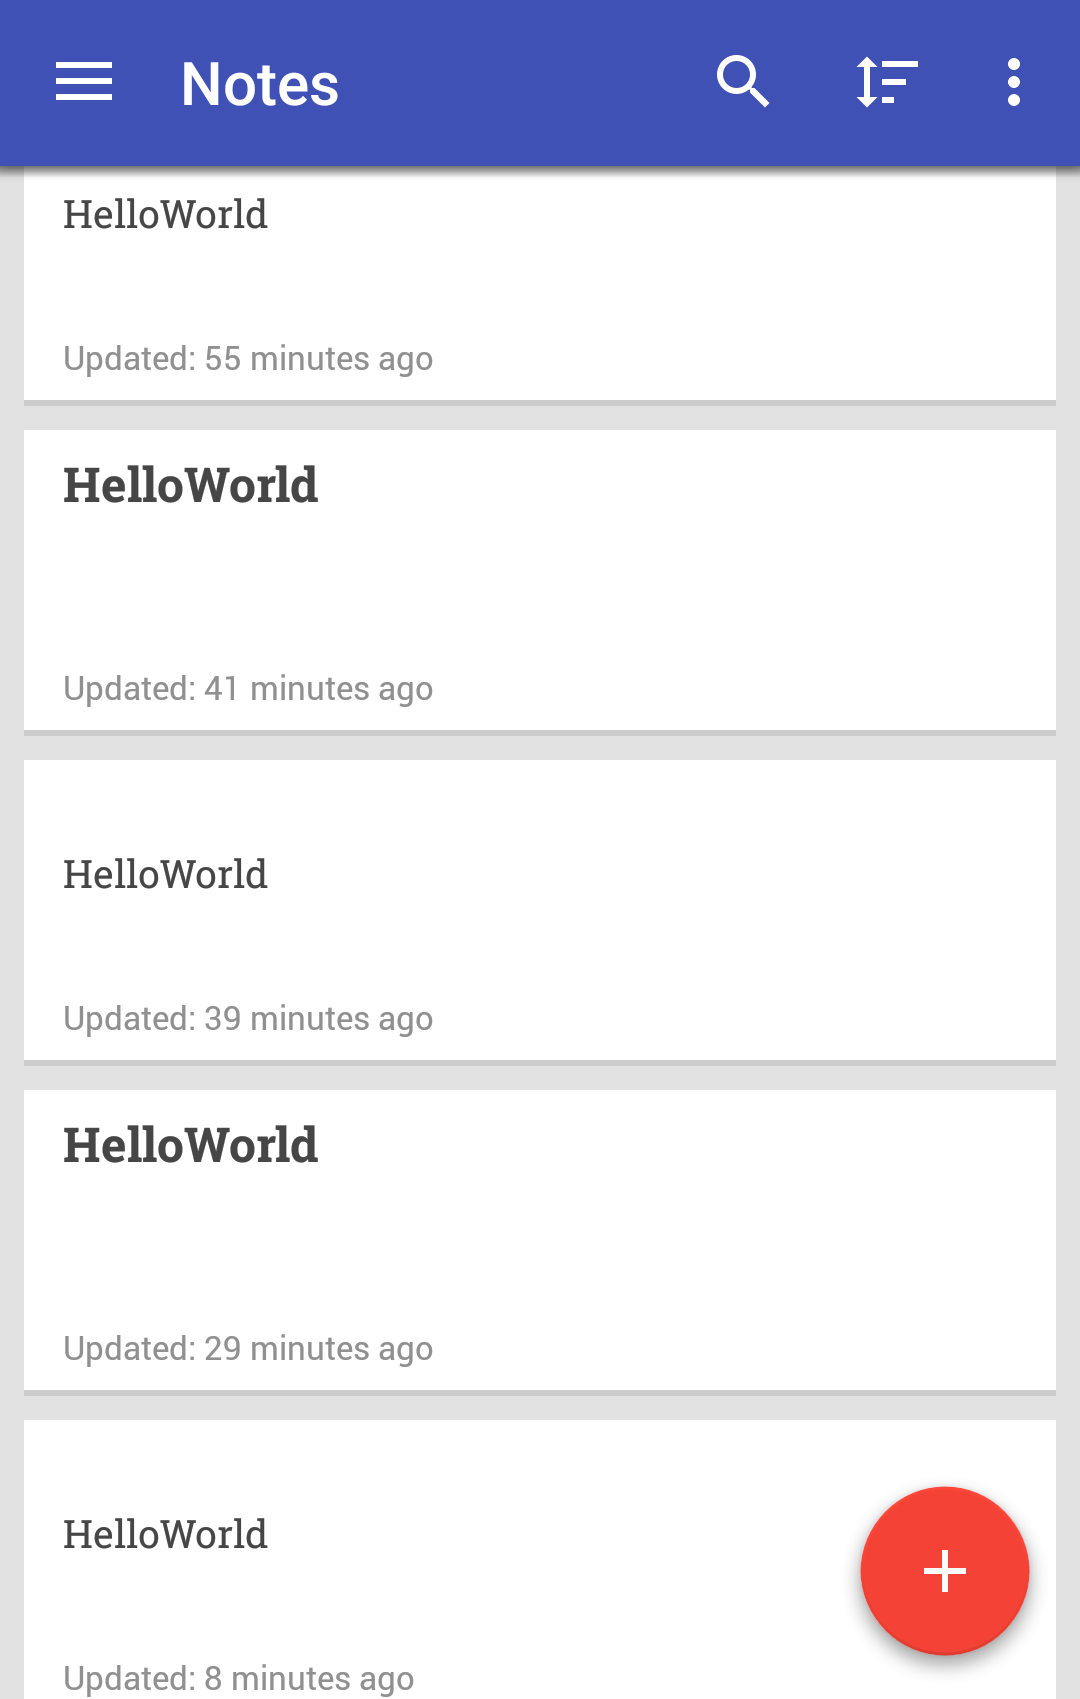 Notes
HelloWorld
Updated: 55 minutes ago
HelloWorld
Updated: 41 minutes ago
HelloWorld
Updated: 39 minutes ago
HelloWorld
Updated: 29 minutes ago
HelloWorld
Updated: 8 minutes ago